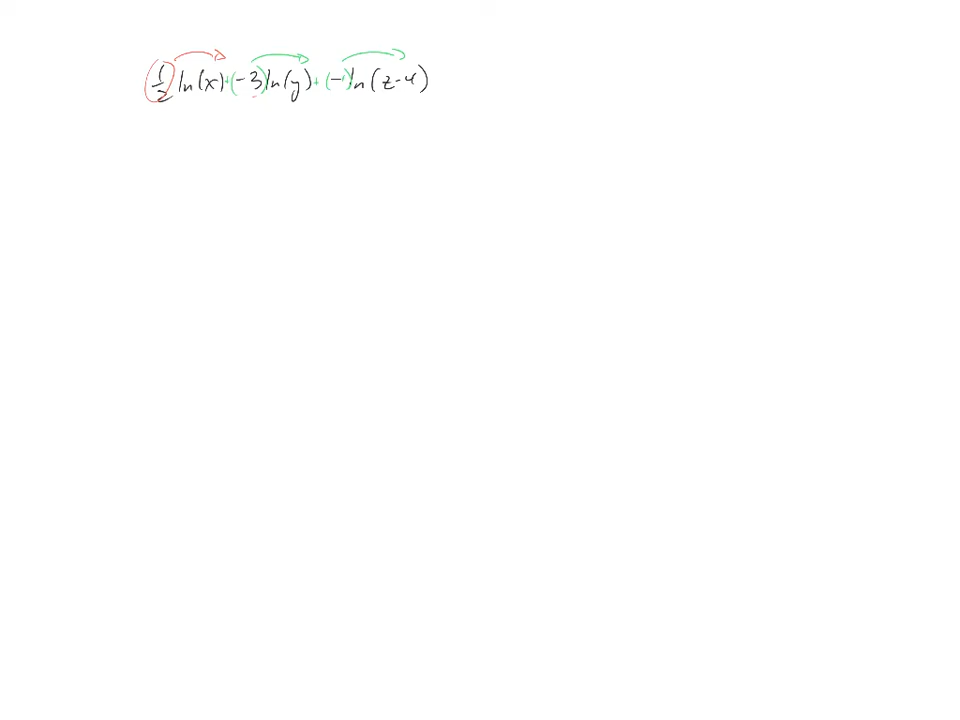 ½ ln(x) + (-3) ln(y) + (-1) ln(z-4)